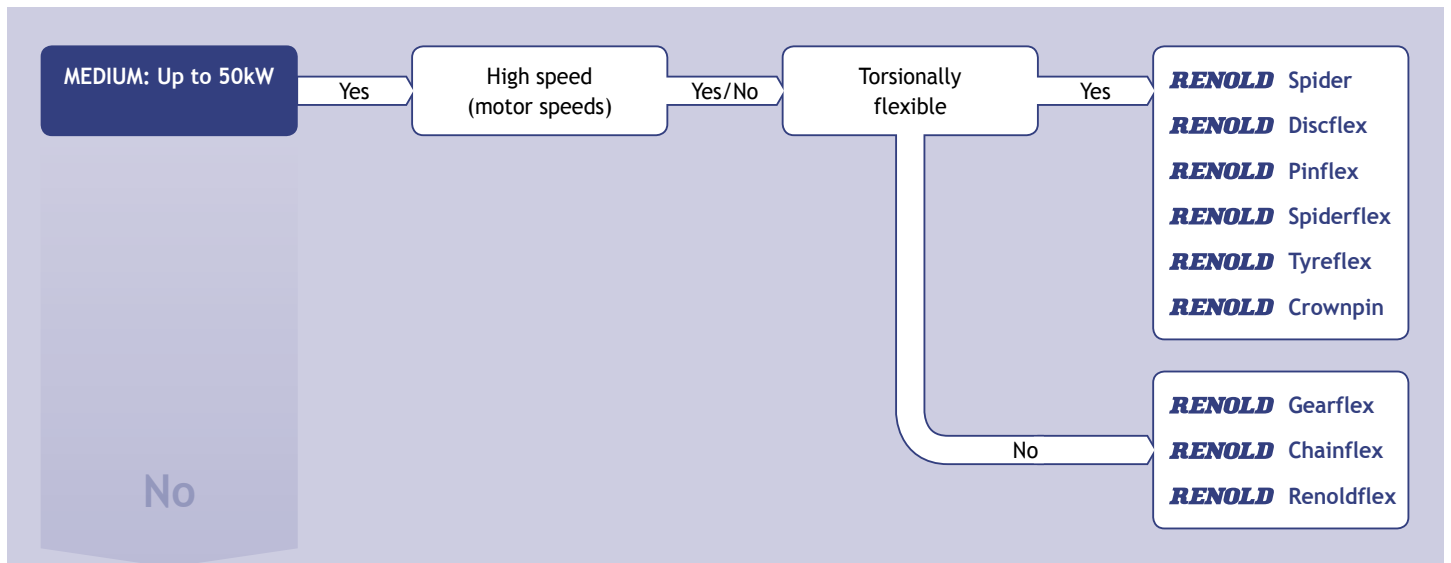 MEDIUM: Up to 50kW
Yes
High speed
(motor speeds)
Yes/No
Torsionally
flexible
Yes
RENOLD Spider
RENOLD Discflex
RENOLD Pinflex
RENOLD Spiderflex
RENOLD Tyreflex
RENOLD Crownpin
No
RENOLD Gearflex
RENOLD Chainflex
RENOLD Renoldflex
No